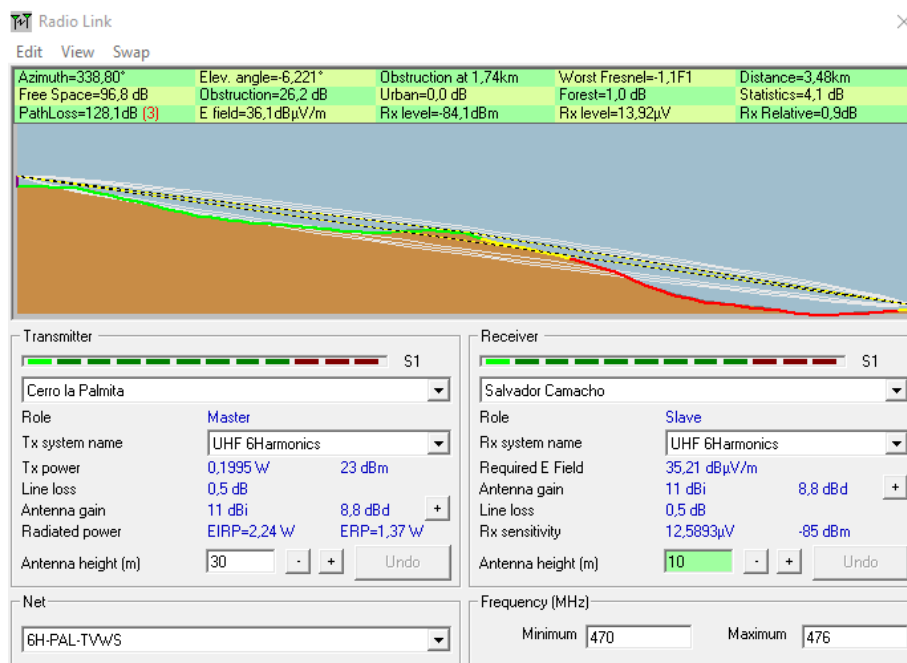 Radio Link
Edit View Swap
Azimuth=338,80° Elev. angle=-6,221° Obstruction at 1,74km Worst Fresnel=-1,1F1 Distance=3,48km
Free Space=96,8 dB Obstruction=26,2 dB Urban=0,0 dB Forest=1,0 dB Statistics=4,1 dB
PathLoss=128,1dB (3) E field=36,1dBµV/m Rx level=-84,1dBm Rx level=13,92µV Rx Relative=0,9dB
Transmitter
S1
Cerro la Palmita
Role Master
Tx system name UHF 6Harmonics
Tx power 0,1995 W 23 dBm
Line loss 0,5 dB
Antenna gain 11 dBi 8,8 dBd +
Radiated power EIRP=2,24 W ERP=1,37 W
Antenna height (m) 30 - + Undo
Net
6H-PAL-TVWS
Receiver
S1
Salvador Camacho
Role Slave
Rx system name UHF 6Harmonics
Required E Field 35,21 dBµV/m
Antenna gain 11 dBi 8,8 dBd +
Line loss 0,5 dB
Rx sensitivity 12,5893µV -85 dBm
Antenna height (m) 10 - + Undo
Frequency (MHz)
Minimum 470 Maximum 476